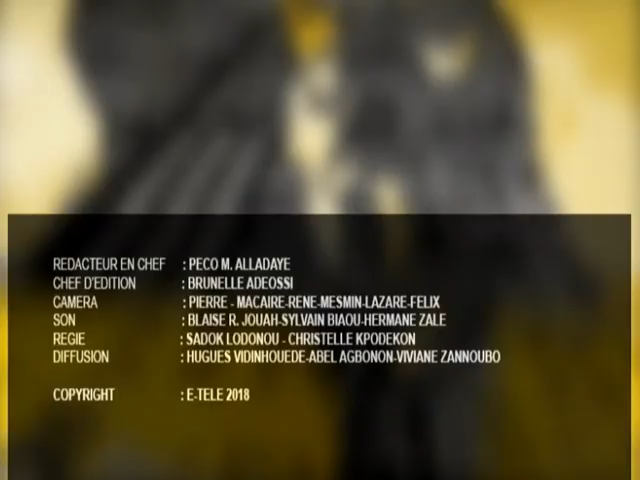 REDACTEUR EN CHEF : PECO M. ALLADAYE
CHEF D'EDITION : BRUNELLE ADEOSSI
CAMERA : PIERRE - MACAIRE-RENE-MESMIN-LAZARE-FELIX
SON : BLAISE R. JOUAH-SYLVAIN BIAOU-HERMANE ZALE
REGIE : SADOK LODONOU - CHRISTELLE KPODEKON
DIFFUSION : HUGUES VIDINHOUEDE-ABEL AGBONON-VIVIANE ZANNOUBO
COPYRIGHT : E-TELE 2018